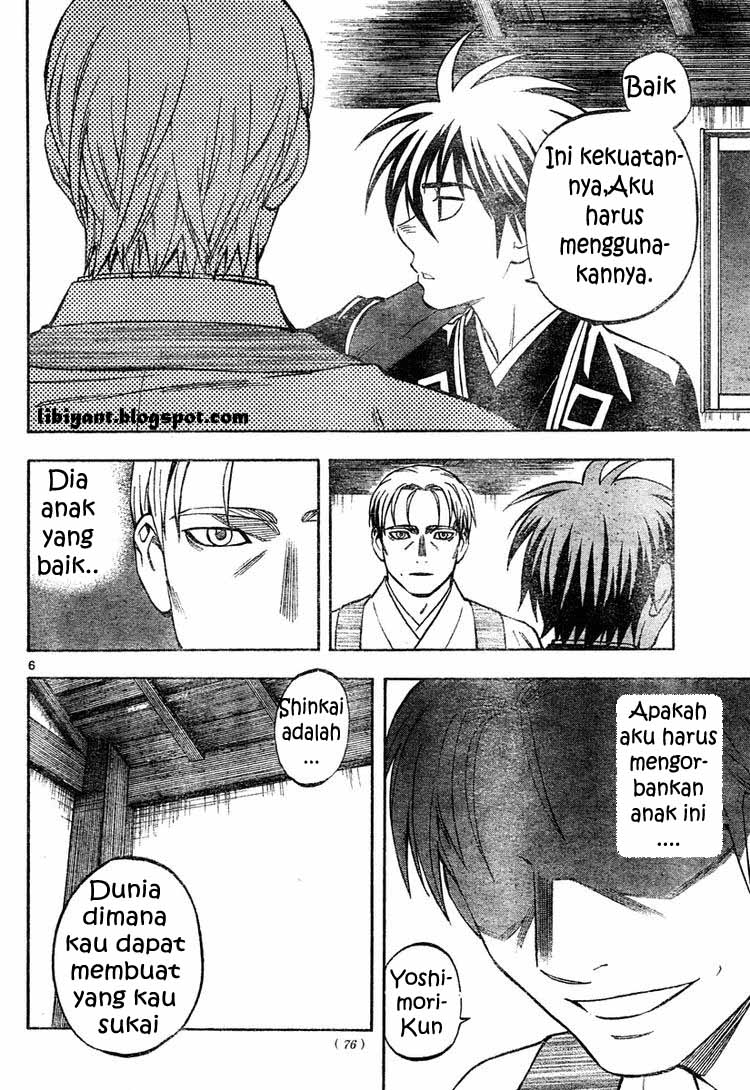 Baik
Ini kekuatan-
nya,Aku
harus
mengguna-
kannya.
libiyant.blogspot.com
Dia
anak
yang
baik..
6
Apakah
aku harus
mengor-
bankan
anak ini
....
Yoshi-
mori-
Kun
Shinkai
adalah
...
Dunia
dimana
kau dapat
membuat
yang kau
sukai
( 76 )